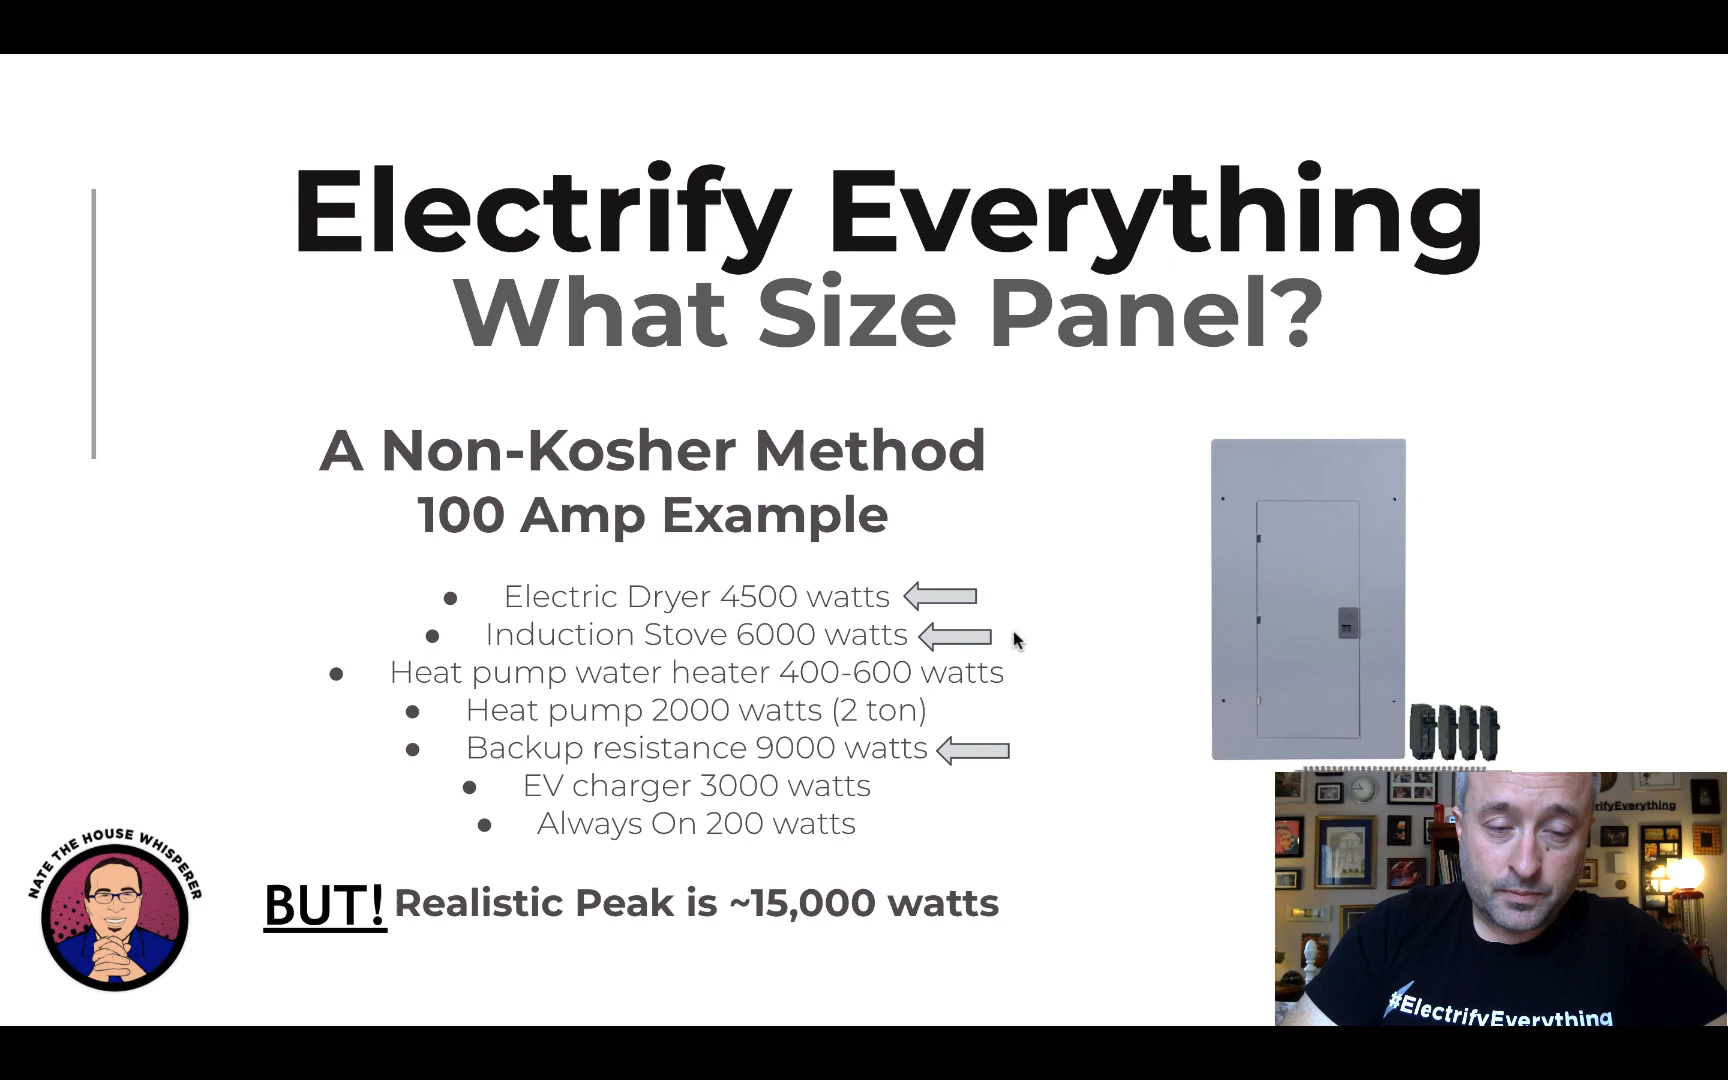 Electrify Everything
What Size Panel?
A Non-Kosher Method
100 Amp Example
● Electric Dryer 4500 watts
● Induction Stove 6000 watts
● Heat pump water heater 400-600 watts
● Heat pump 2000 watts (2 ton)
● Backup resistance 9000 watts
● EV charger 3000 watts
● Always On 200 watts
BUT! Realistic Peak is ~15,000 watts
NATE THE HOUSE WHISPERER
rifyEverything
#ElectrifyEverything